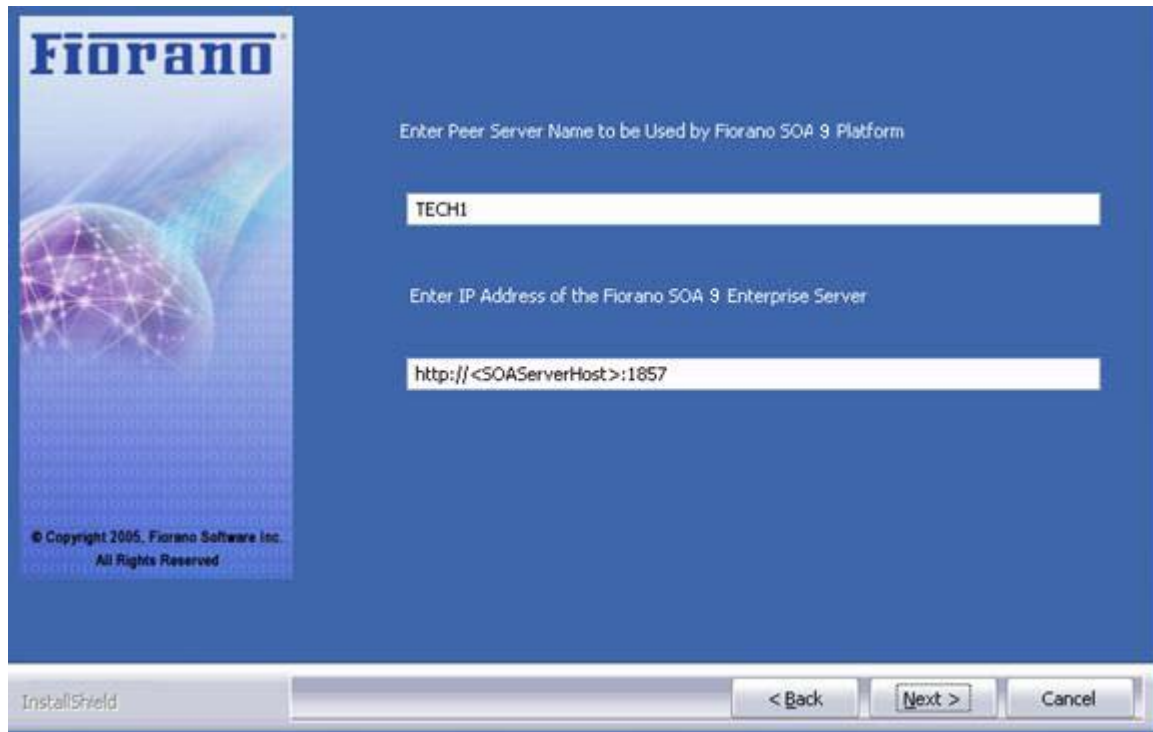 Fiorano
Enter Peer Server Name to be Used by Fiorano SOA 9 Platform
TECH1
Enter IP Address of the Fiorano SOA 9 Enterprise Server
http://<SOAServerHost>:1857
© Copyright 2005, Fiorano Software Inc.
All Rights Reserved
InstallShield
< Back
Next >
Cancel